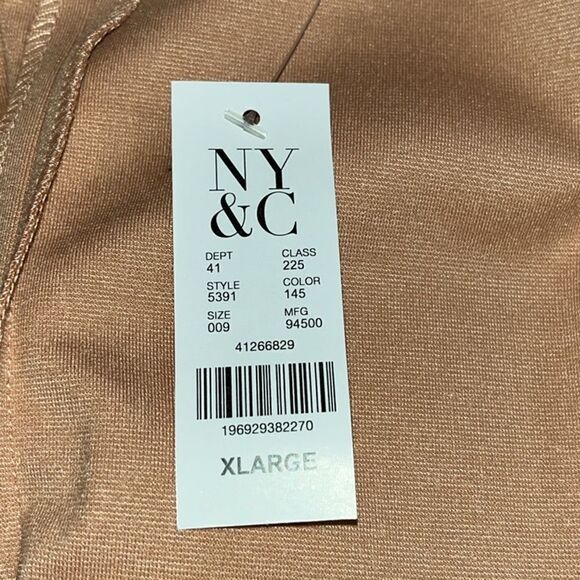 NY
&C
DEPT CLASS
41 225
STYLE COLOR
5391 145
SIZE MFG
009 94500
41266829
196929382270
XLARGE